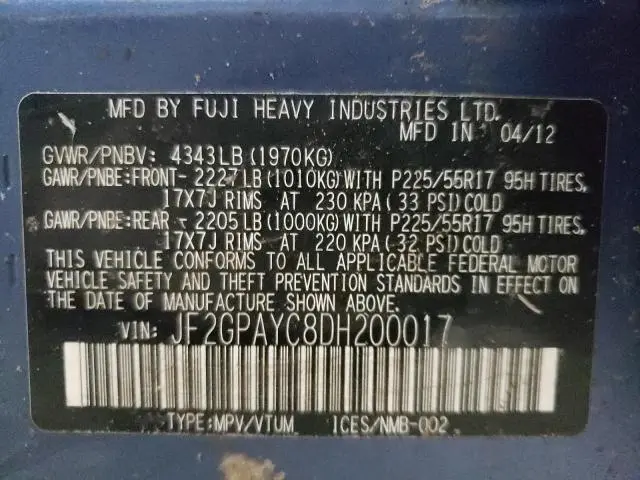 MFD BY FUJI HEAVY INDUSTRIES LTD.
MFD IN 04/12
GVWR/PNBV: 4343LB(1970KG)
GAWR/PNBE:FRONT- 2227LB(1010KG)WITH P225/55R17 95H TIRES,
17X7J RIMS AT 230 KPA(33 PSI)COLD
GAWR/PNBE:REAR - 2205LB(1000KG)WITH P225/55R17 95H TIRES,
17X7J RIMS AT 220 KPA(32 PSI)COLD
THIS VEHICLE CONFORMS TO ALL APPLICABLE FEDERAL MOTOR
VEHICLE SAFETY AND THEFT PREVENTION STANDARDS IN EFFECT ON
THE DATE OF MANUFACTURE SHOWN ABOVE.
VIN: JF2GPAYC8DH200017
TYPE:MPV/VTUM ICES/NMB-002